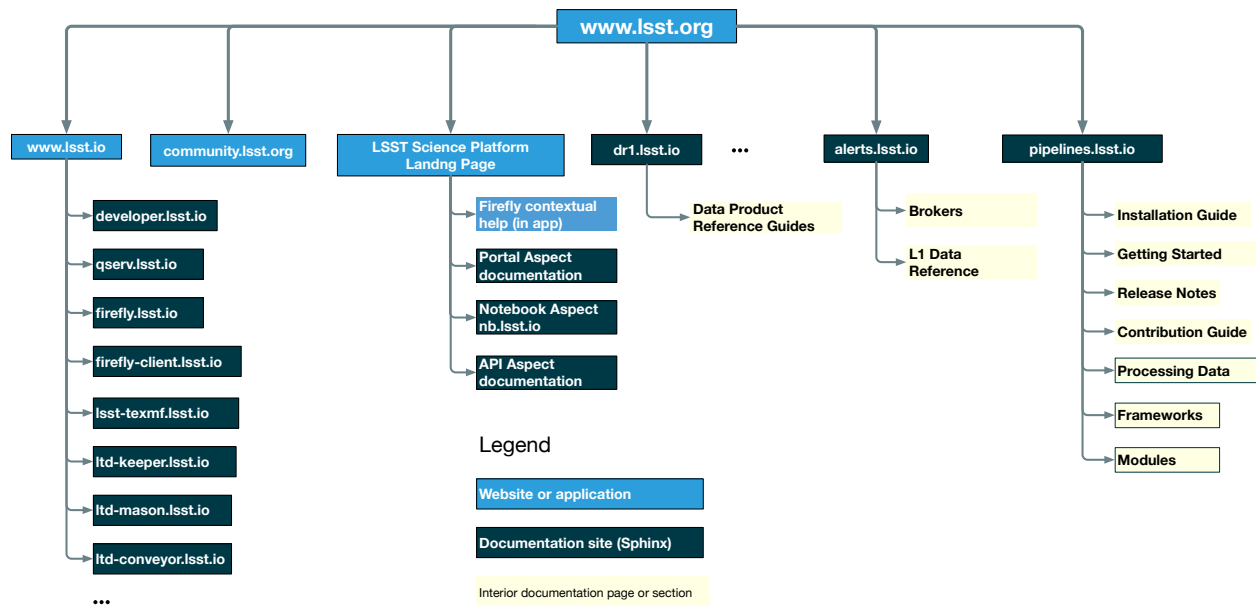 www.lsst.org
www.lsst.io
community.lsst.org
LSST Science Platform
Landng Page
dr1.lsst.io
...
alerts.lsst.io
pipelines.lsst.io
developer.lsst.io
qserv.lsst.io
firefly.lsst.io
firefly-client.lsst.io
lsst-texmf.lsst.io
ltd-keeper.lsst.io
ltd-mason.lsst.io
ltd-conveyor.lsst.io
...
Firefly contextual
help (in app)
Portal Aspect
documentation
Notebook Aspect
nb.lsst.io
API Aspect
documentation
Data Product
Reference Guides
Brokers
L1 Data
Reference
Installation Guide
Getting Started
Release Notes
Contribution Guide
Processing Data
Frameworks
Modules
Legend
Website or application
Documentation site (Sphinx)
Interior documentation page or section